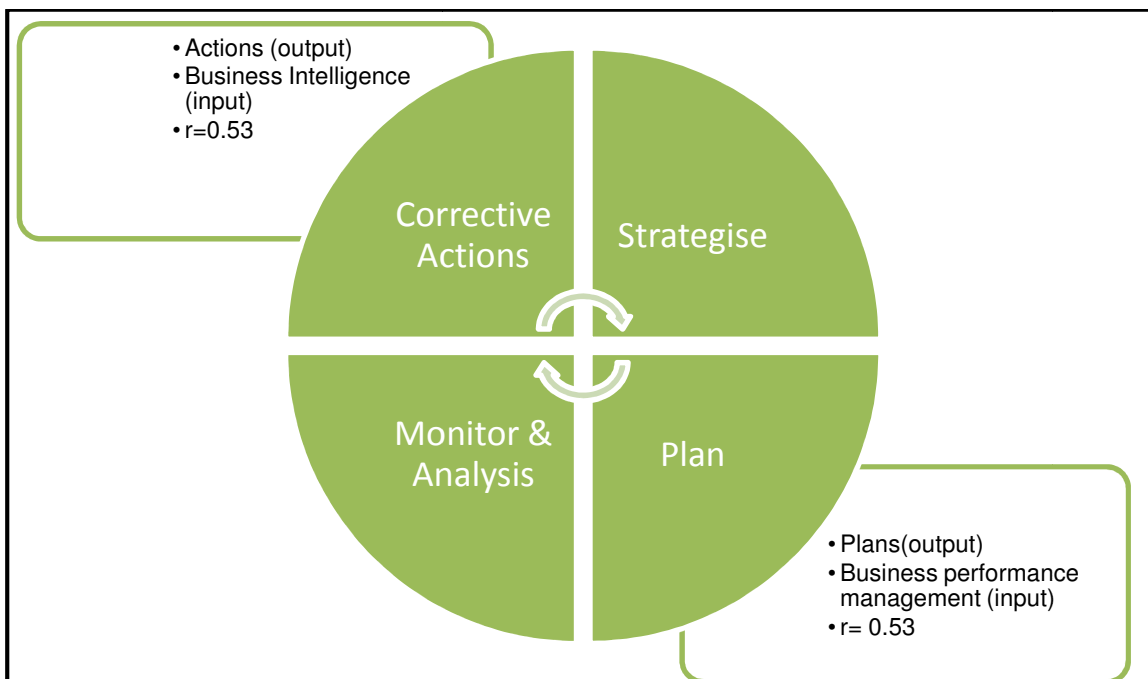 • Actions (output)
• Business Intelligence
(input)
• r=0.53
Corrective
Actions
Strategise
Monitor &
Analysis
Plan
• Plans(output)
• Business performance
management (input)
• r= 0.53